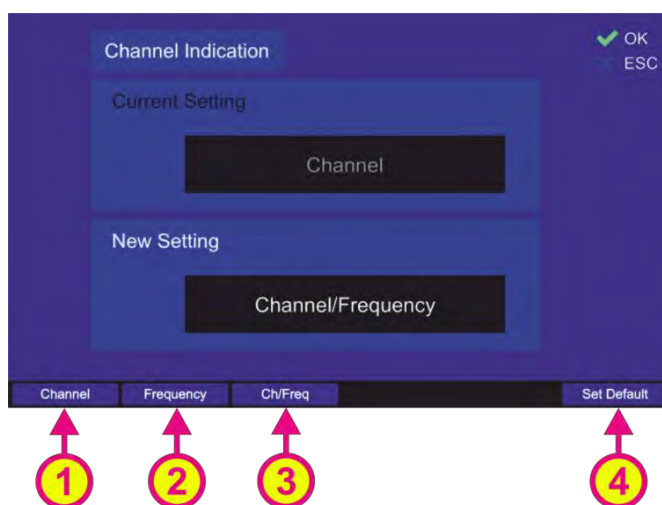 Channel Indication
OK
ESC
Current Setting
Channel
New Setting
Channel/Frequency
Channel Frequency Ch/Freq Set Default
1 2 3 4